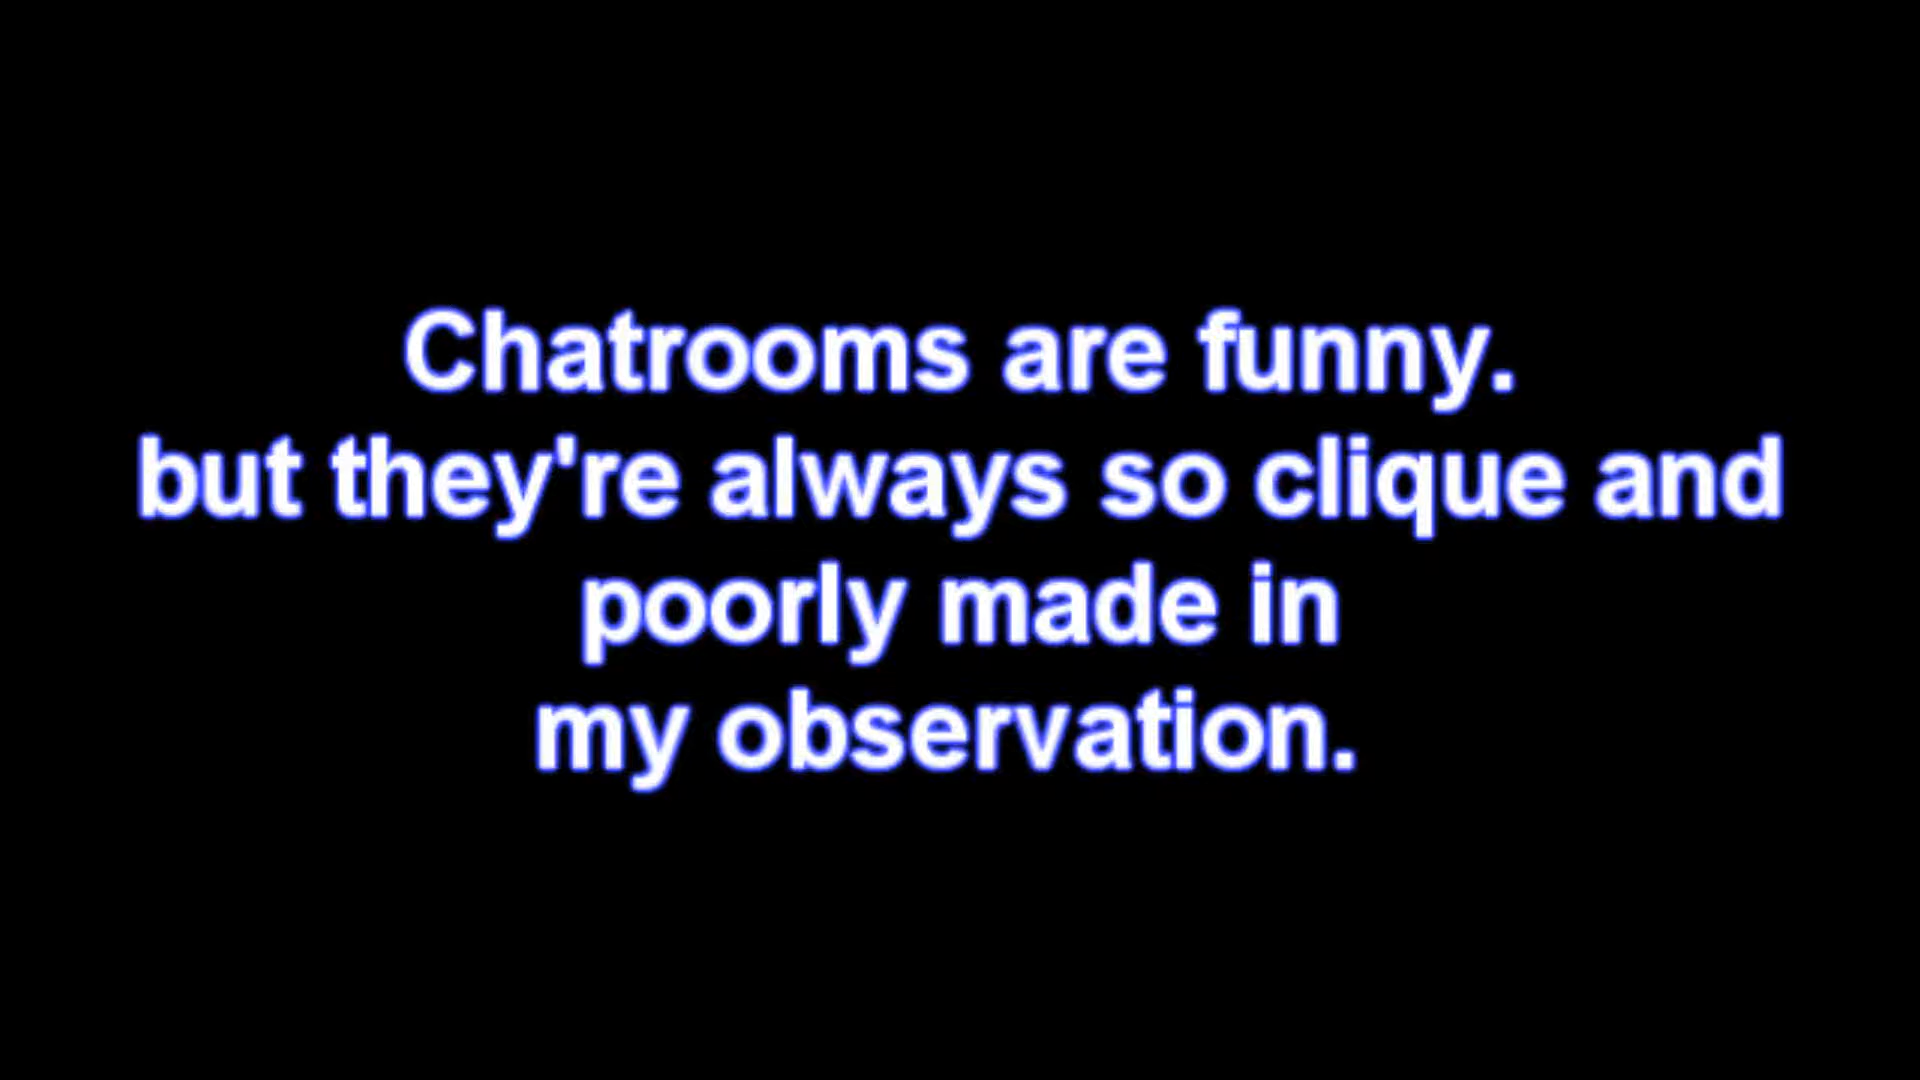 Chatrooms are funny.
but they're always so clique and
poorly made in
my observation.